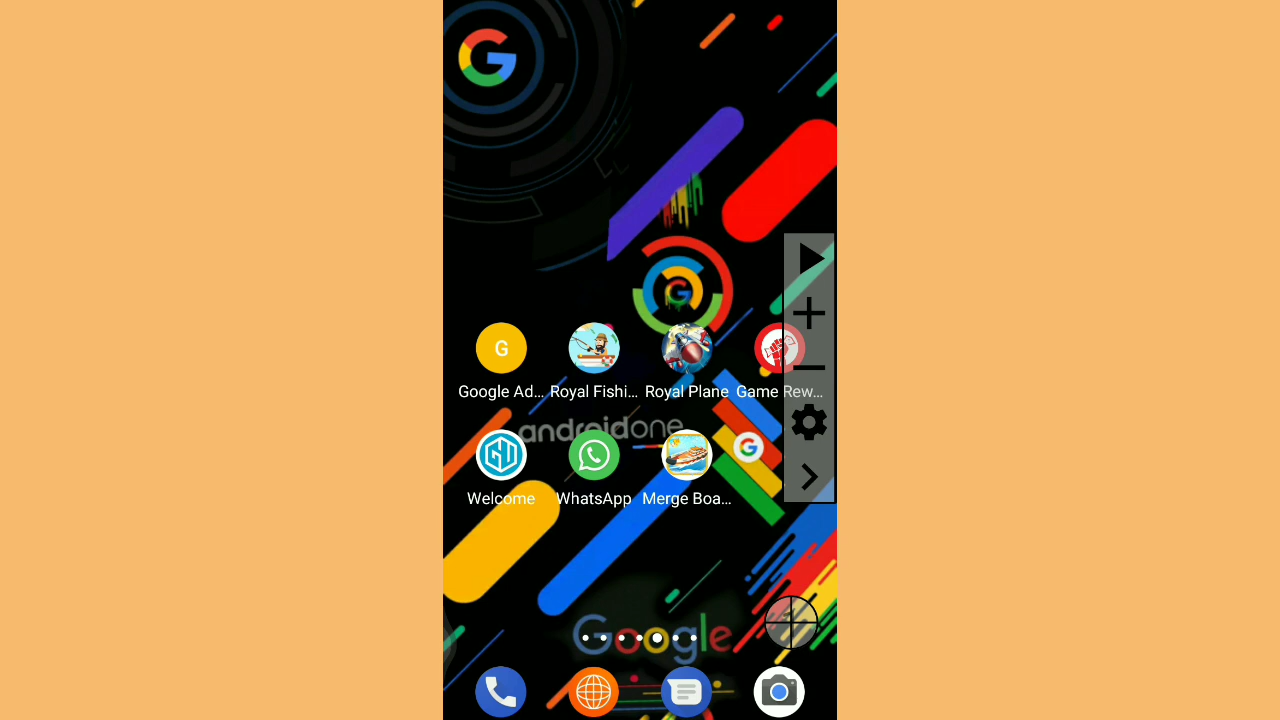 G
Google Ad...
Royal Fishi...
Royal Plane
Game Rew...
androidone
Welcome
WhatsApp
Merge Boa...
Google